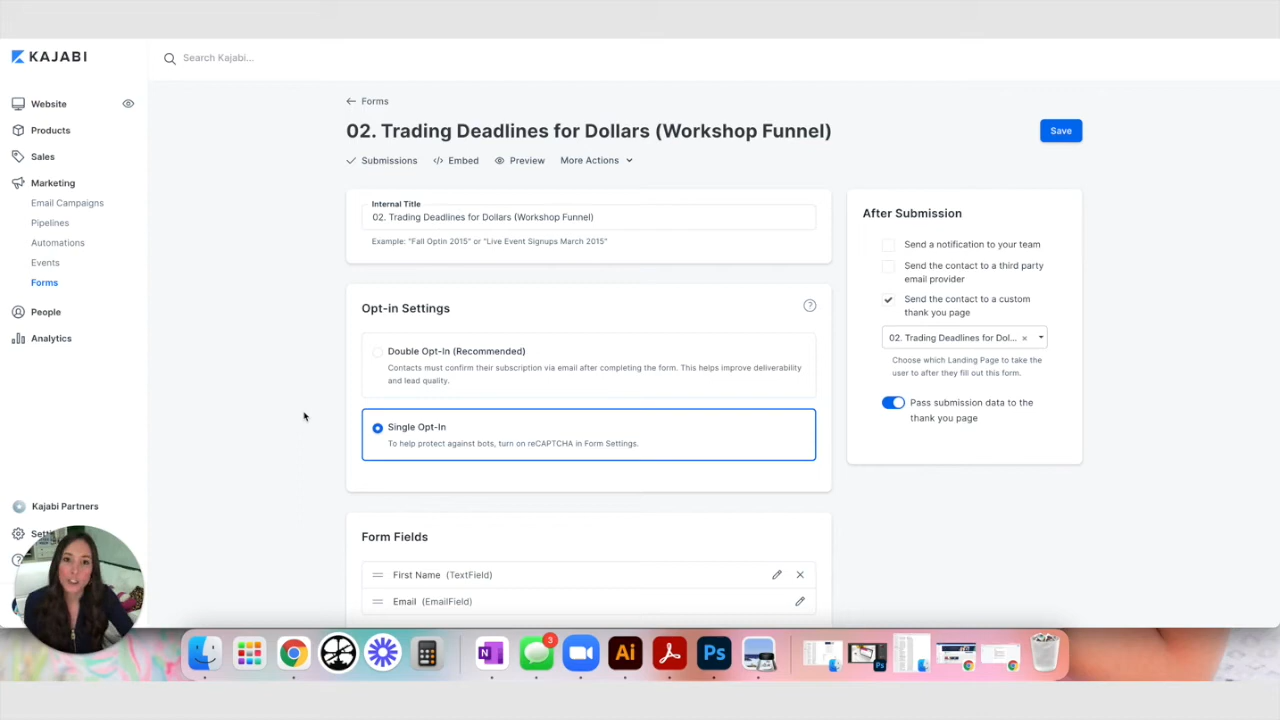 KAJABI
Search Kajabi...
Website
Products
Sales
Marketing
Email Campaigns
Pipelines
Automations
Events
Forms
People
Analytics
Kajabi Partners
Forms
02. Trading Deadlines for Dollars (Workshop Funnel)
Save
Submissions
Embed
Preview
More Actions
Internal Title
02. Trading Deadlines for Dollars (Workshop Funnel)
Example: "Fall Optin 2015" or "Live Event Signups March 2015"
Opt-in Settings
Double Opt-In (Recommended)
Contacts must confirm their subscription via email after completing the form. This helps improve deliverability
and lead quality.
Single Opt-In
To help protect against bots, turn on reCAPTCHA in Form Settings.
Form Fields
First Name (TextField)
Email (EmailField)
After Submission
Send a notification to your team
Send the contact to a third party
email provider
Send the contact to a custom
thank you page
02. Trading Deadlines for Dol...
Choose which Landing Page to take the
user to after they fill out this form.
Pass submission data to the
thank you page
N
3
Ai
Ps